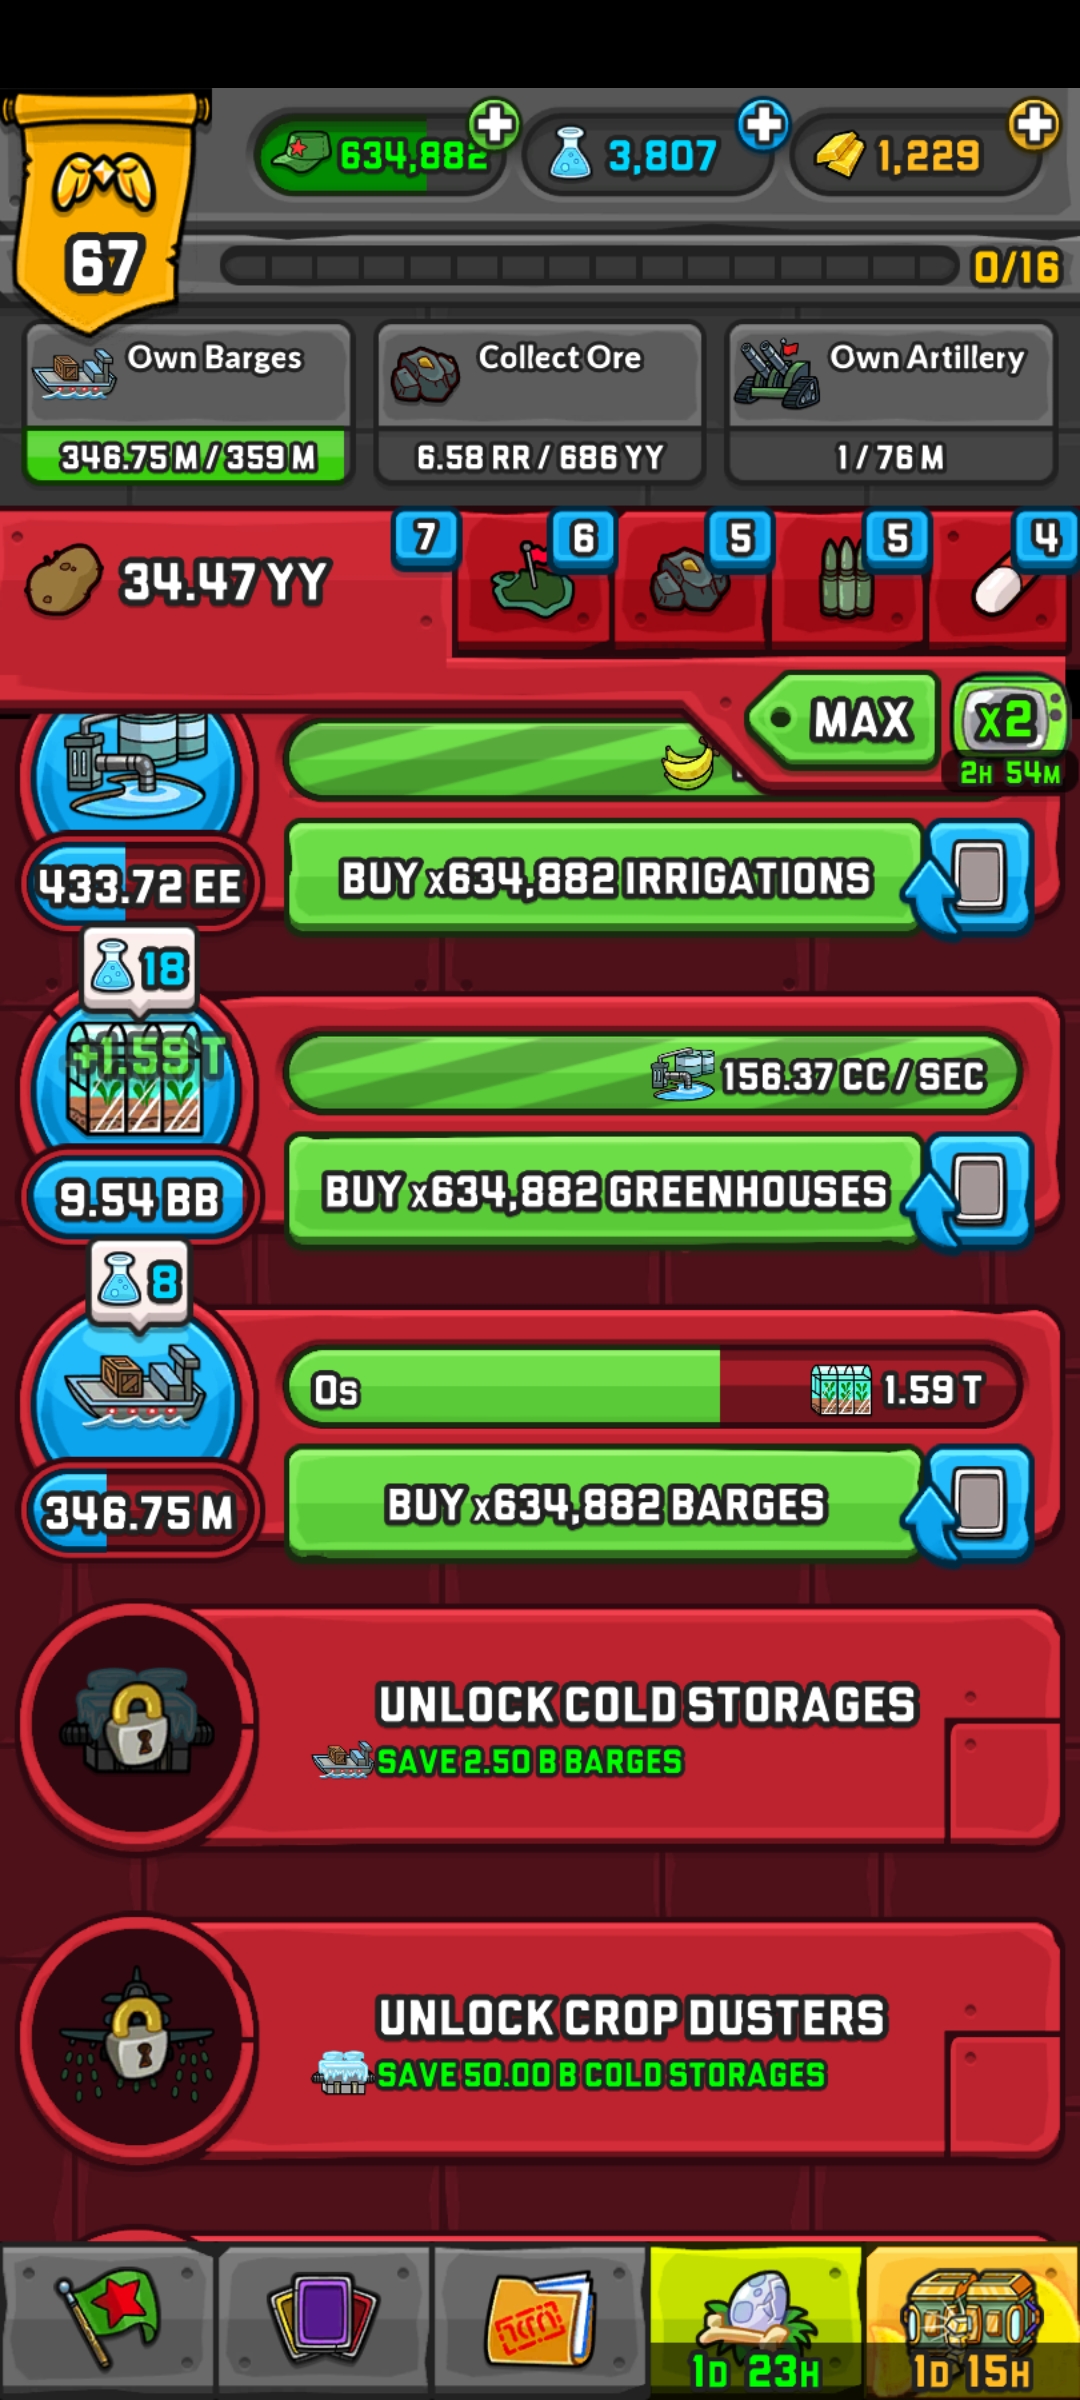 634,882
3,807
1,229
67
0/16
Own Barges
346.75 M / 359 M
Collect Ore
6.58 RR / 686 YY
Own Artillery
1 / 76 M
34.47 YY
7
6
5
5
4
MAX
x2
2H 54M
433.72 EE
BUY x634,882 IRRIGATIONS
18
+1.59 T
156.37 CC / SEC
9.54 BB
BUY x634,882 GREENHOUSES
8
0s
1.59 T
346.75 M
BUY x634,882 BARGES
UNLOCK COLD STORAGES
SAVE 2.50 B BARGES
UNLOCK CROP DUSTERS
SAVE 50.00 B COLD STORAGES
1D 23H
1D 15H